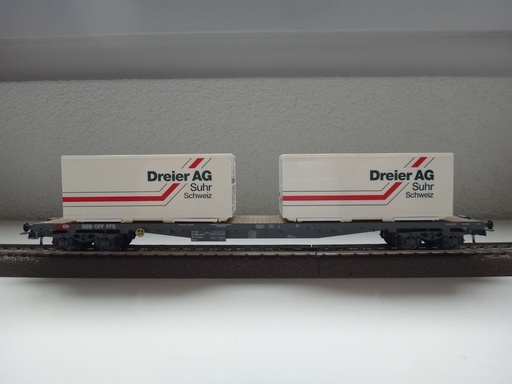 Dreier AG
Suhr
Schweiz
Dreier AG
Suhr
Schweiz
SBB CFF FFS